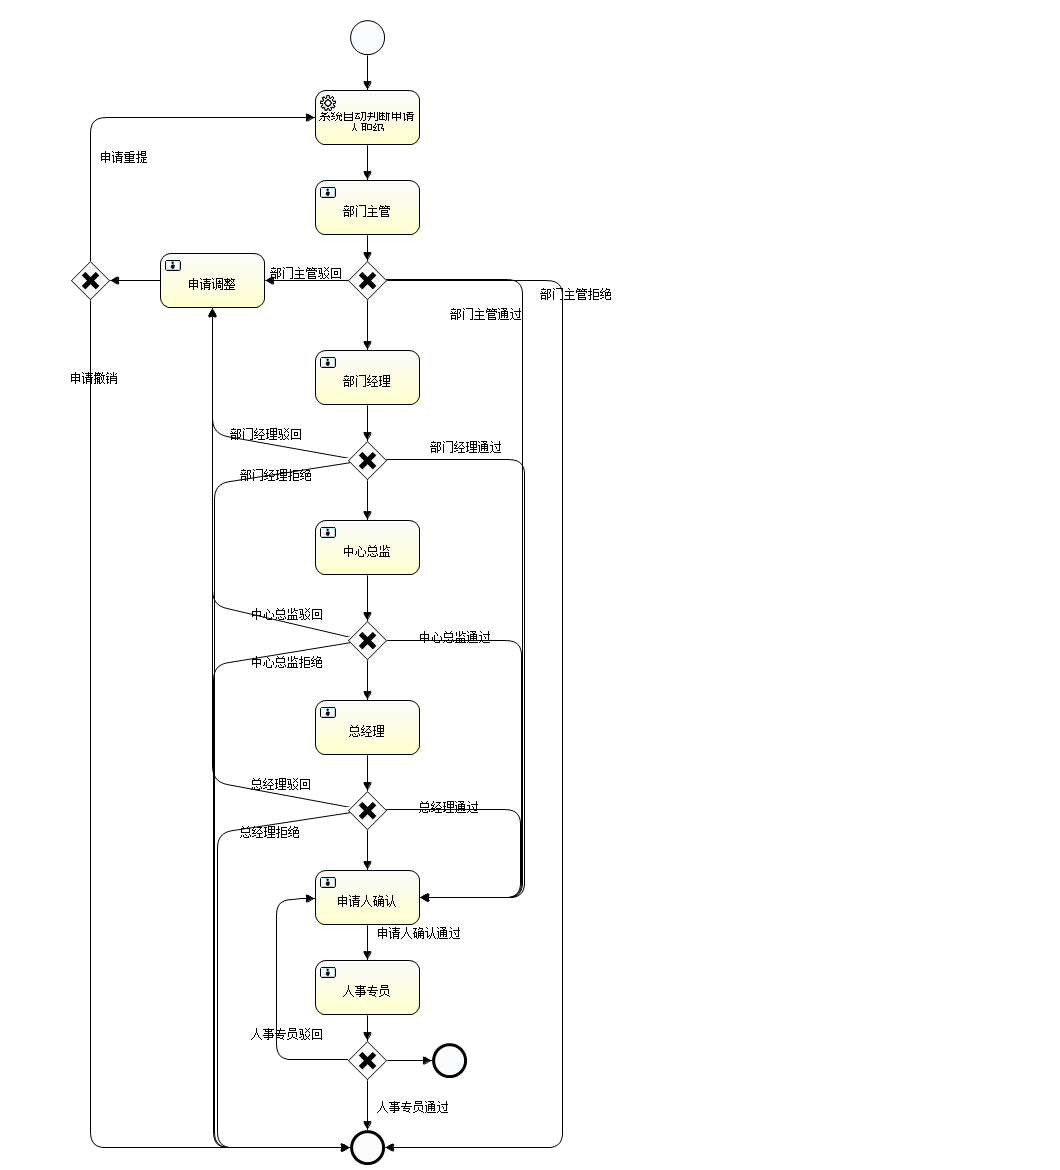 系统自动判断申请
人职级
申请重提
部门主管
部门主管驳回
申请调整
部门主管拒绝
部门主管通过
申请撤销
部门经理
部门经理驳回
部门经理通过
部门经理拒绝
中心总监
中心总监驳回
中心总监通过
中心总监拒绝
总经理
总经理驳回
总经理通过
总经理拒绝
申请人确认
申请人确认通过
人事专员
人事专员驳回
人事专员通过